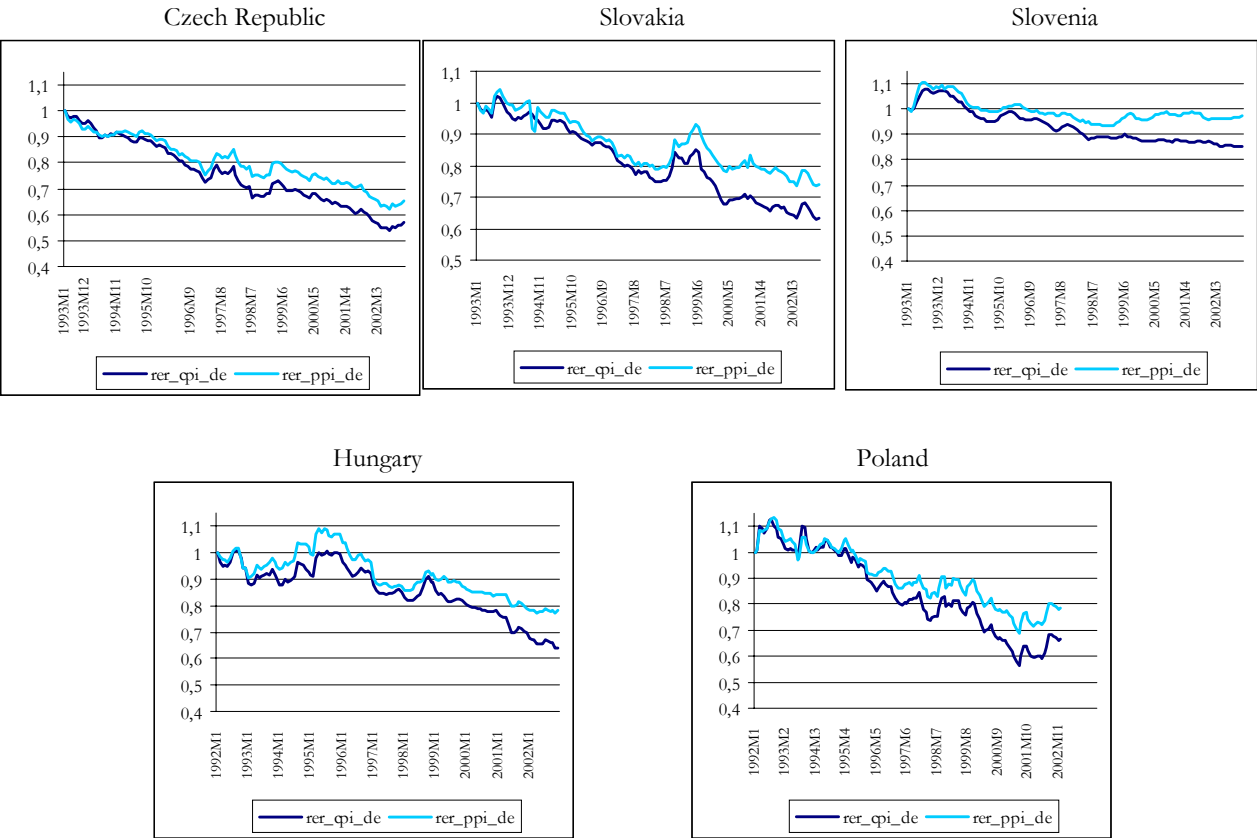 Czech Republic
1,1
1
0,9
0,8
0,7
0,6
0,5
0,4
1993M1
1993M12
1994M11
1995M10
1996M9
1997M8
1998M7
1999M6
2000M5
2001M4
2002M3
rer_cpi_de
rer_ppi_de
Slovakia
1,1
1
0,9
0,8
0,7
0,6
0,5
1993M1
1993M12
1994M11
1995M10
1996M9
1997M8
1998M7
1999M6
2000M5
2001M4
2002M3
rer_cpi_de
rer_ppi_de
Slovenia
1,1
1
0,9
0,8
0,7
0,6
0,5
0,4
1993M1
1993M12
1994M11
1995M10
1996M9
1997M8
1998M7
1999M6
2000M5
2001M4
2002M3
rer_cpi_de
rer_ppi_de
Hungary
1,1
1
0,9
0,8
0,7
0,6
0,5
0,4
1992M1
1993M1
1994M1
1995M1
1996M1
1997M1
1998M1
1999M1
2000M1
2001M1
2002M1
rer_cpi_de
rer_ppi_de
Poland
1,1
1
0,9
0,8
0,7
0,6
0,5
0,4
1992M1
1993M2
1994M3
1995M4
1996M5
1997M6
1998M7
1999M8
2000M9
2001M10
2002M11
rer_cpi_de
rer_ppi_de